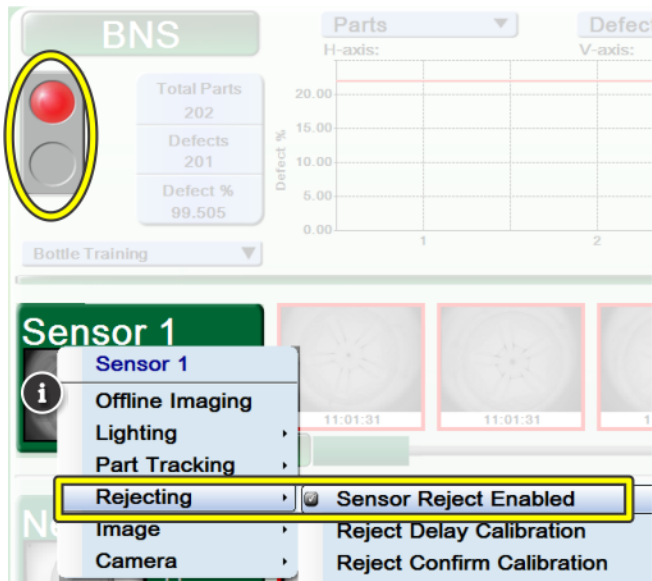 BNS
Parts
Defect
H-axis:
V-axis:
Total Parts
202
Defects
201
Defect %
99.505
Defect %
20.00
15.00
10.00
5.00
0.00
1
2
Bottle Training
Sensor 1
11:01:31
11:01:31
1
i
Sensor 1
Offline Imaging
Lighting
Part Tracking
Rejecting
Image
Camera
Sensor Reject Enabled
Reject Delay Calibration
Reject Confirm Calibration